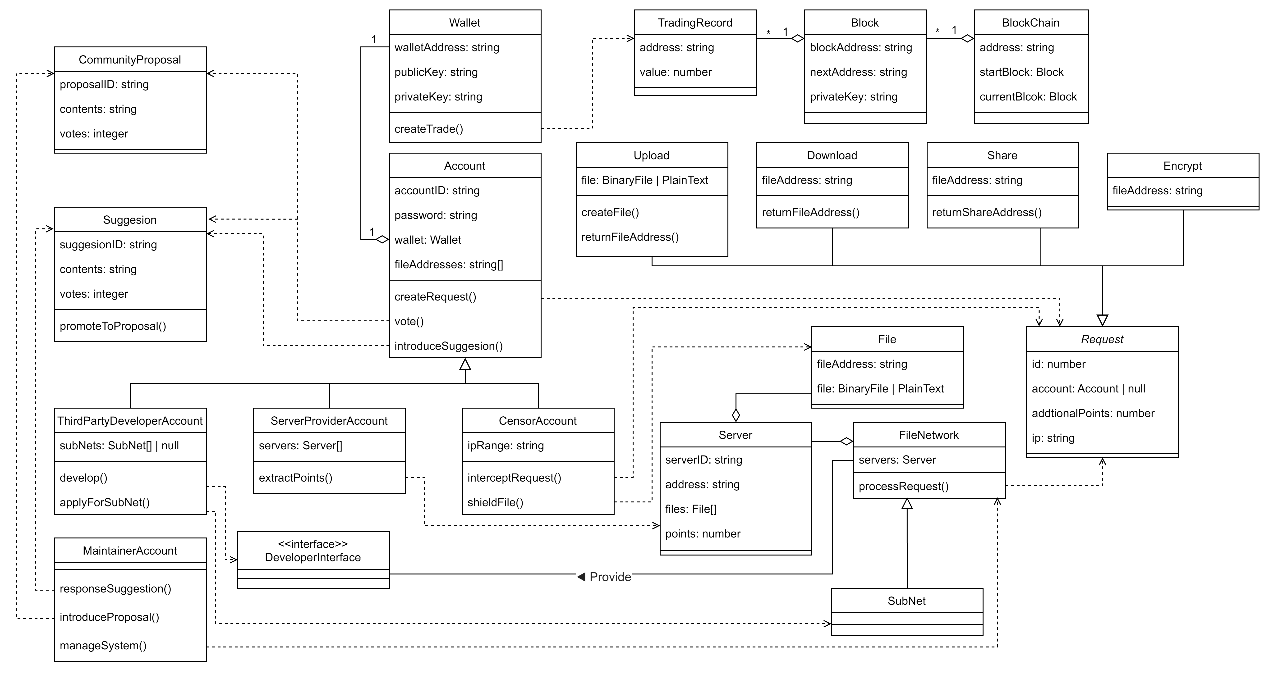 Wallet
walletAddress: string
publicKey: string
privateKey: string
createTrade()
TradingRecord
address: string
value: number
* 1
Block
blockAddress: string
nextAddress: string
privateKey: string
* 1
BlockChain
address: string
startBlock: Block
currentBlcok: Block
CommunityProposal
proposalID: string
contents: string
votes: integer
1
1
Account
accountID: string
password: string
wallet: Wallet
fileAddresses: string[]
createRequest()
vote()
introduceSuggesion()
Upload
file: BinaryFile | PlainText
createFile()
returnFileAddress()
Download
fileAddress: string
returnFileAddress()
Share
fileAddress: string
returnShareAddress()
Encrypt
fileAddress: string
Suggesion
suggesionID: string
contents: string
votes: integer
promoteToProposal()
File
fileAddress: string
file: BinaryFile | PlainText
Request
id: number
account: Account | null
addtionalPoints: number
ip: string
ThirdPartyDeveloperAccount
subNets: SubNet[] | null
develop()
applyForSubNet()
ServerProviderAccount
servers: Server[]
extractPoints()
CensorAccount
ipRange: string
interceptRequest()
shieldFile()
Server
serverID: string
address: string
files: File[]
points: number
FileNetwork
servers: Server
processRequest()
MaintainerAccount
responseSuggestion()
introduceProposal()
manageSystem()
<<interface>>
DeveloperInterface
◀ Provide
SubNet